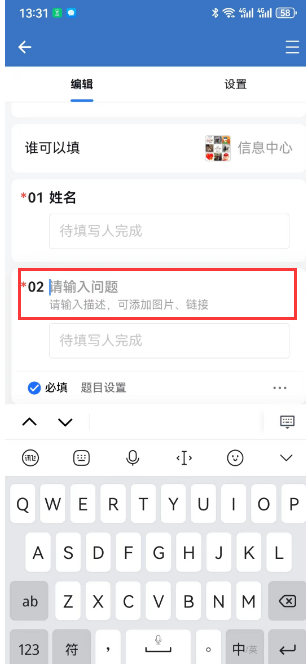 13:31 58
编辑 设置
谁可以填 信息中心
*01 姓名
待填写人完成
*02 请输入问题
请输入描述，可添加图片、链接
待填写人完成
必填 题目设置 ...
Q W E R T Y U I O P
A S D F G H J K L
ab Z X C V B N M
123 符 ， 。 中/英